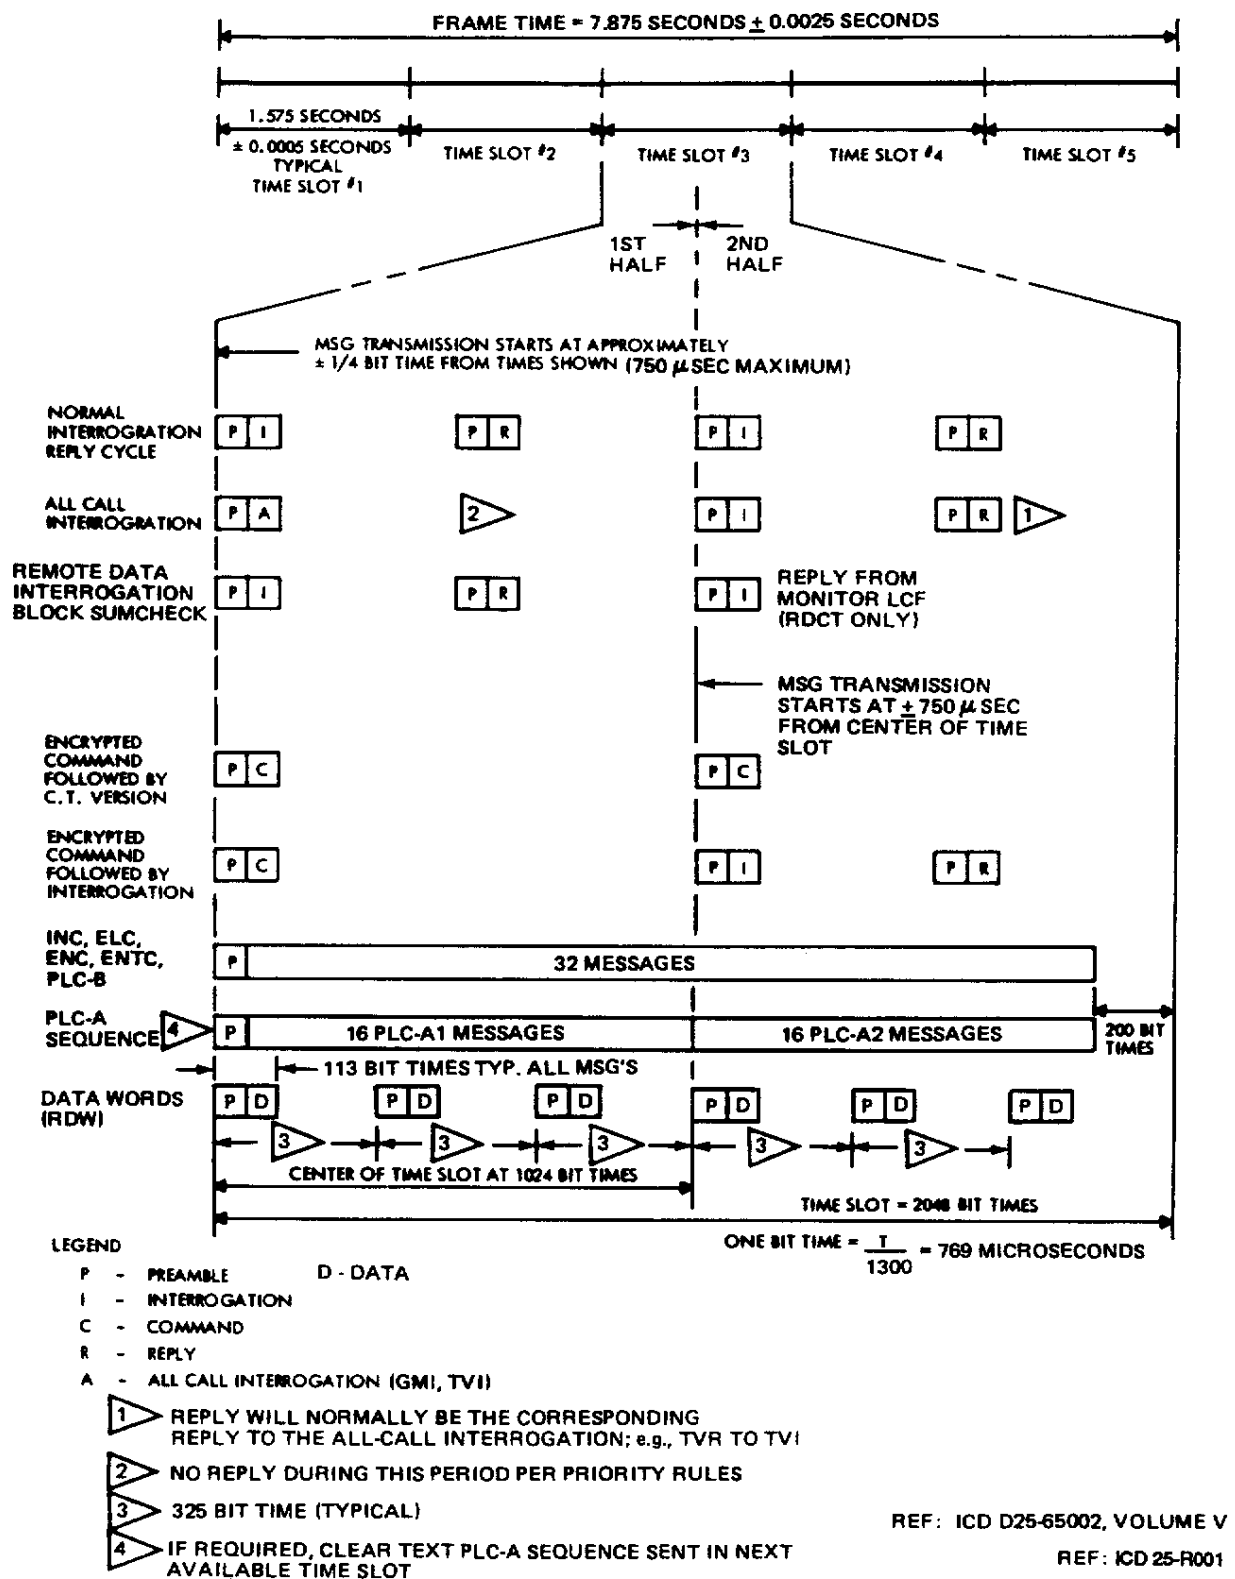 FRAME TIME = 7.875 SECONDS ± 0.0025 SECONDS
1.575 SECONDS
± 0.0005 SECONDS
TYPICAL
TIME SLOT #1
TIME SLOT #2
TIME SLOT #3
TIME SLOT #4
TIME SLOT #5
1ST
HALF
2ND
HALF
MSG TRANSMISSION STARTS AT APPROXIMATELY
± 1/4 BIT TIME FROM TIMES SHOWN (750 μSEC MAXIMUM)
NORMAL
INTERROGRATION
REPLY CYCLE
P I P R P I P R
ALL CALL
INTERROGRATION
P A 2 P I P R 1
REMOTE DATA
INTERROGATION
BLOCK SUMCHECK
P I P R P I
REPLY FROM
MONITOR LCF
(RDCT ONLY)
MSG TRANSMISSION
STARTS AT ± 750 μ SEC
FROM CENTER OF TIME
SLOT
ENCRYPTED
COMMAND
FOLLOWED BY
C.T. VERSION
P C P C
ENCRYPTED
COMMAND
FOLLOWED BY
INTERROGATION
P C P I P R
INC, ELC,
ENC, ENTC,
PLC-B
P 32 MESSAGES
PLC-A
SEQUENCE
4 P 16 PLC-A1 MESSAGES 16 PLC-A2 MESSAGES
200 BIT
TIMES
113 BIT TIMES TYP. ALL MSG'S
DATA WORDS
(RDW)
P D P D P D P D P D P D
3 3 3 3 3
CENTER OF TIME SLOT AT 1024 BIT TIMES
TIME SLOT = 2048 BIT TIMES
ONE BIT TIME = T/1300 = 769 MICROSECONDS
LEGEND
P - PREAMBLE D - DATA
I - INTERROGATION
C - COMMAND
R - REPLY
A - ALL CALL INTERROGATION (GMI, TVI)
1 REPLY WILL NORMALLY BE THE CORRESPONDING
REPLY TO THE ALL-CALL INTERROGATION; e.g., TVR TO TVI
2 NO REPLY DURING THIS PERIOD PER PRIORITY RULES
3 325 BIT TIME (TYPICAL)
4 IF REQUIRED, CLEAR TEXT PLC-A SEQUENCE SENT IN NEXT
AVAILABLE TIME SLOT
REF: ICD D25-65002, VOLUME V
REF: ICD 25-R001